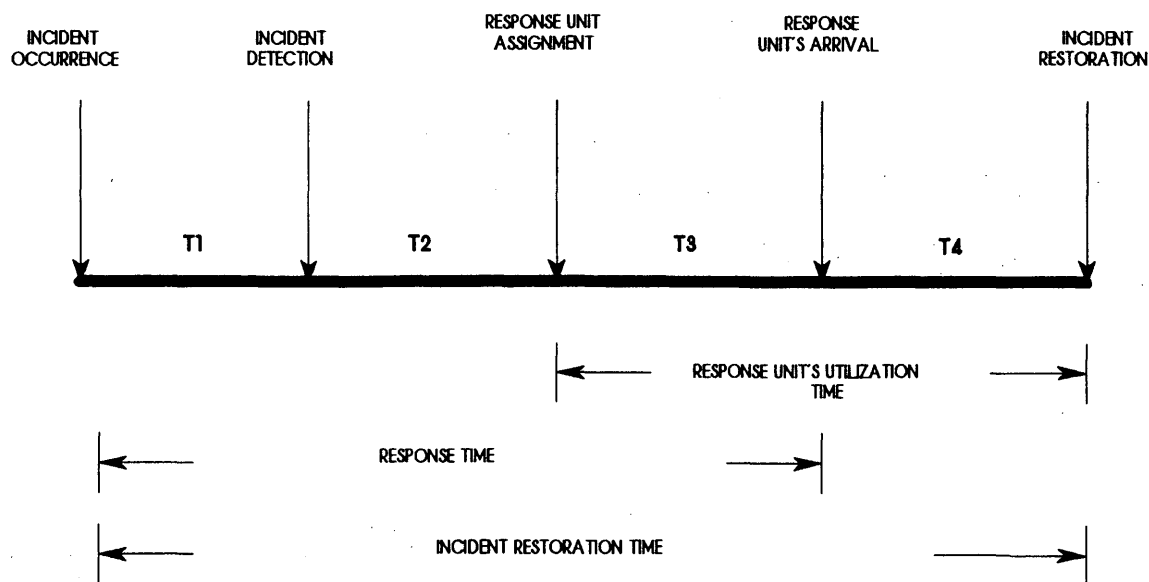 INCIDENT
OCCURRENCE
INCIDENT
DETECTION
RESPONSE UNIT
ASSIGNMENT
RESPONSE
UNIT'S ARRIVAL
INCIDENT
RESTORATION
T1
T2
T3
T4
RESPONSE UNIT'S UTILIZATION
TIME
RESPONSE TIME
INCIDENT RESTORATION TIME